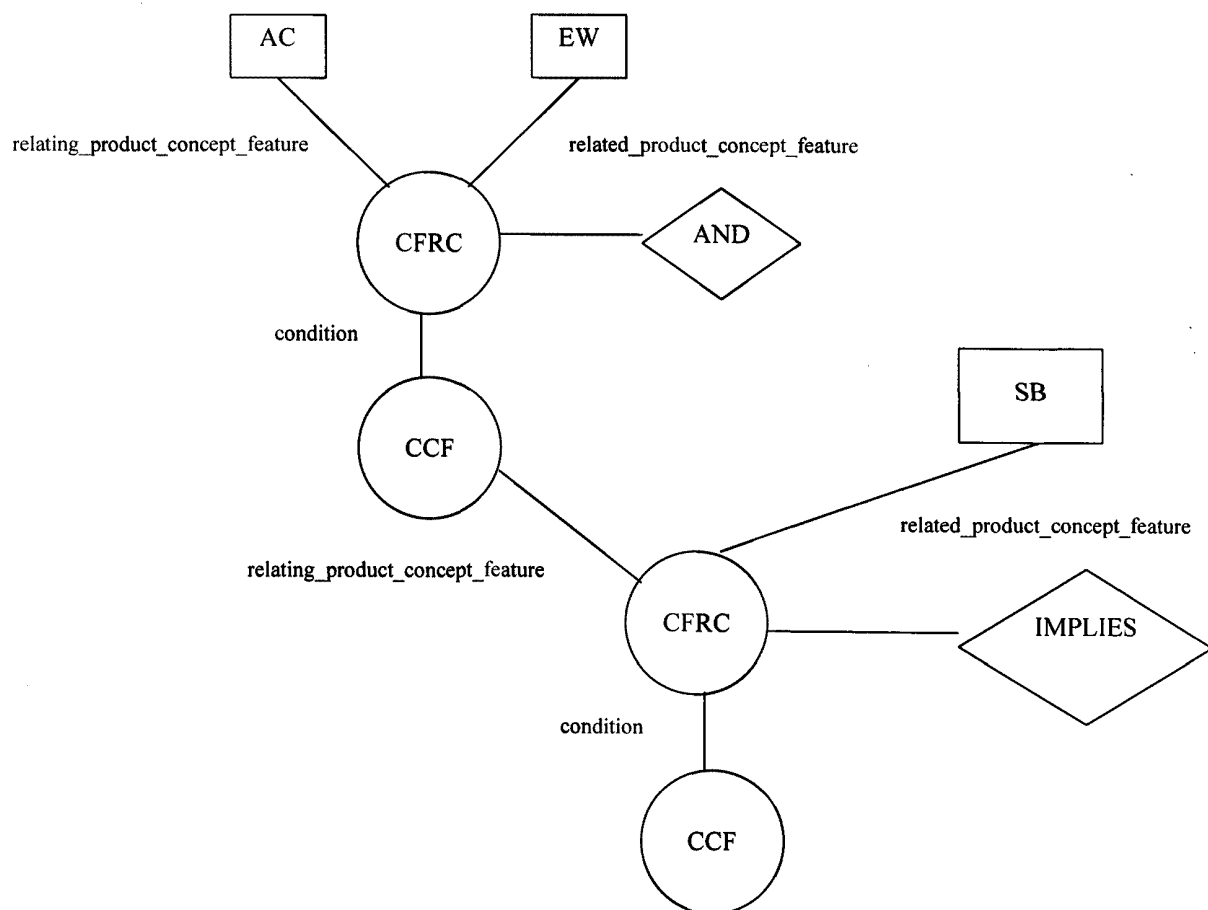 AC
EW
relating_product_concept_feature
related_product_concept_feature
CFRC
AND
condition
SB
CCF
related_product_concept_feature
relating_product_concept_feature
CFRC
IMPLIES
condition
CCF